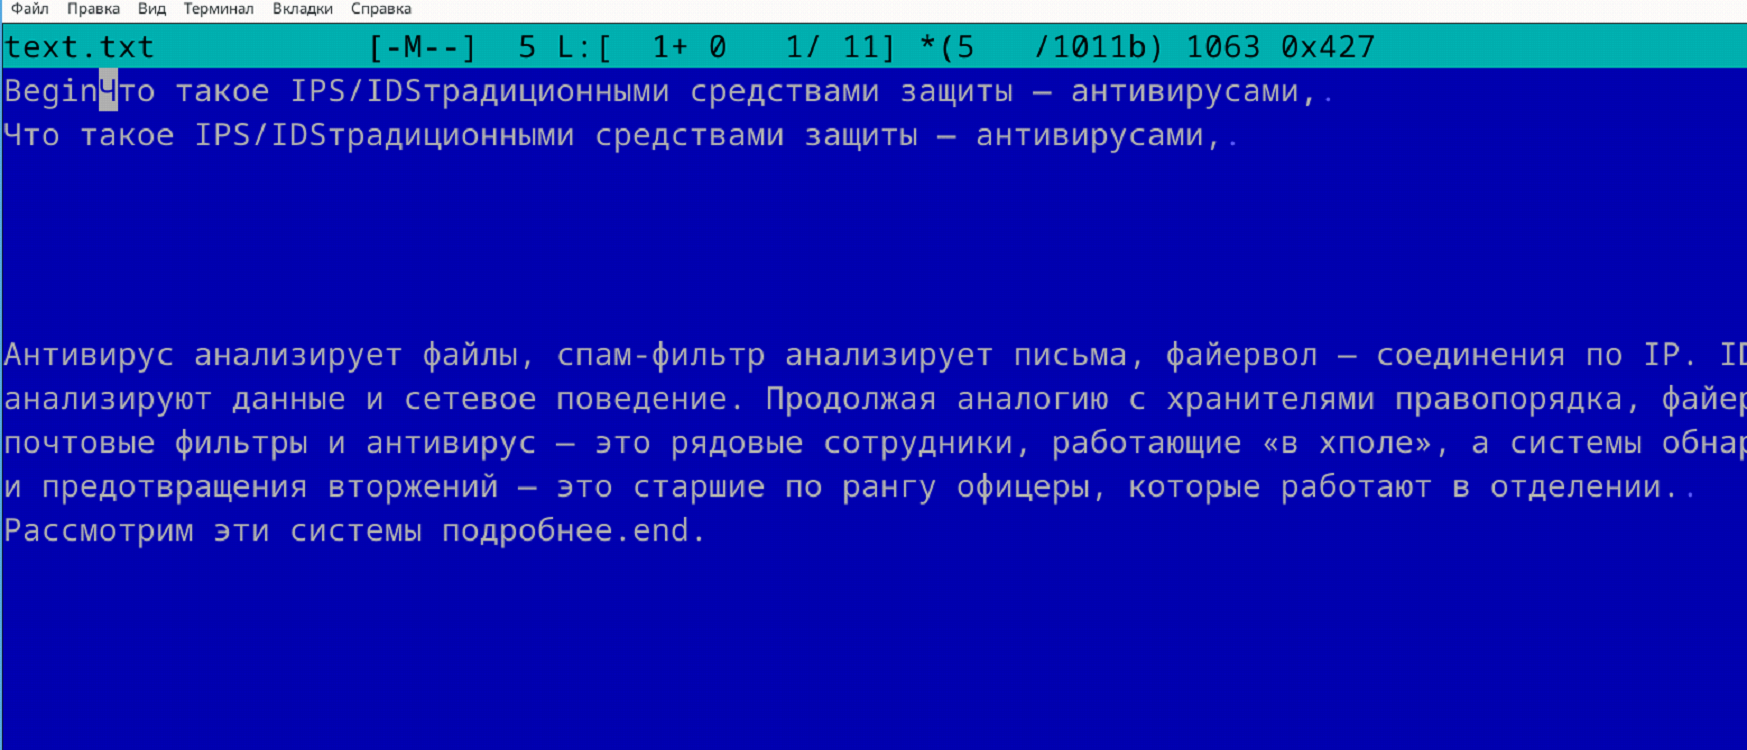 Файл Правка Вид Терминал Вкладки Справка
text.txt [-M--] 5 L:[ 1+ 0 1/ 11] *(5 /1011b) 1063 0x427
BeginЧто такое IPS/IDSтрадиционными средствами защиты — антивирусами,.
Что такое IPS/IDSтрадиционными средствами защиты — антивирусами,.
Антивирус анализирует файлы, спам-фильтр анализирует письма, файервол — соединения по IP. ID
анализируют данные и сетевое поведение. Продолжая аналогию с хранителями правопорядка, файер
почтовые фильтры и антивирус — это рядовые сотрудники, работающие «в хполе», а системы обнар
и предотвращения вторжений — это старшие по рангу офицеры, которые работают в отделении..
Рассмотрим эти системы подробнее.end.